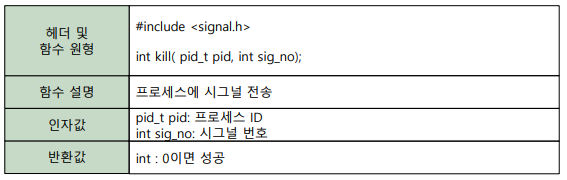 헤더 및
함수 원형
#include <signal.h>
int kill( pid_t pid, int sig_no);
함수 설명
프로세스에 시그널 전송
인자값
pid_t pid: 프로세스 ID
int sig_no: 시그널 번호
반환값
int : 0이면 성공